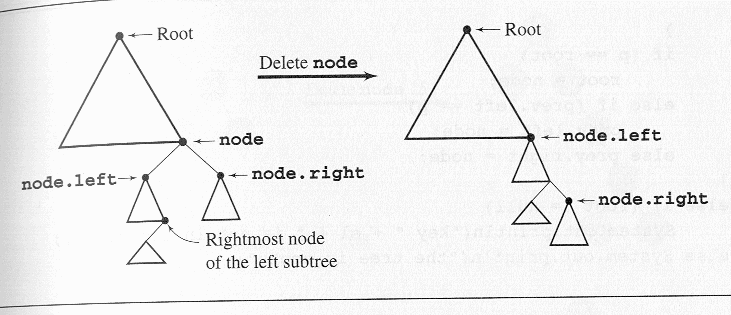 Root
Delete node
Root
node
node.left
node.right
Rightmost node
of the left subtree
node.left
node.right